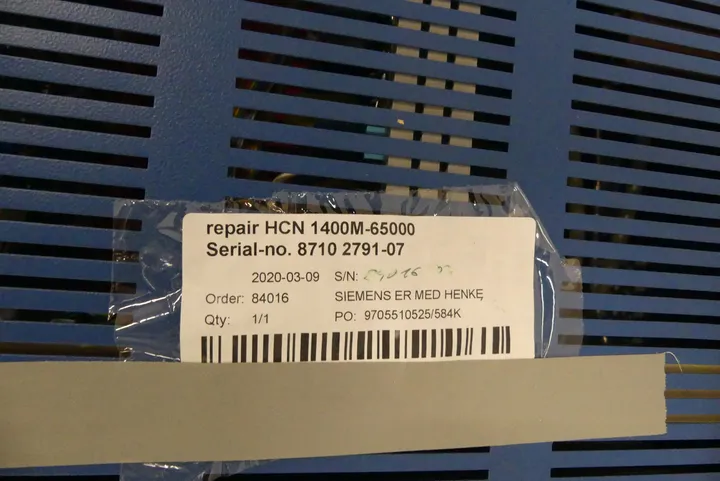 repair HCN 1400M-65000
Serial-no. 8710 2791-07
2020-03-09 S/N:
Order: 84016 SIEMENS ER MED HENKE
Qty: 1/1 PO: 9705510525/584K